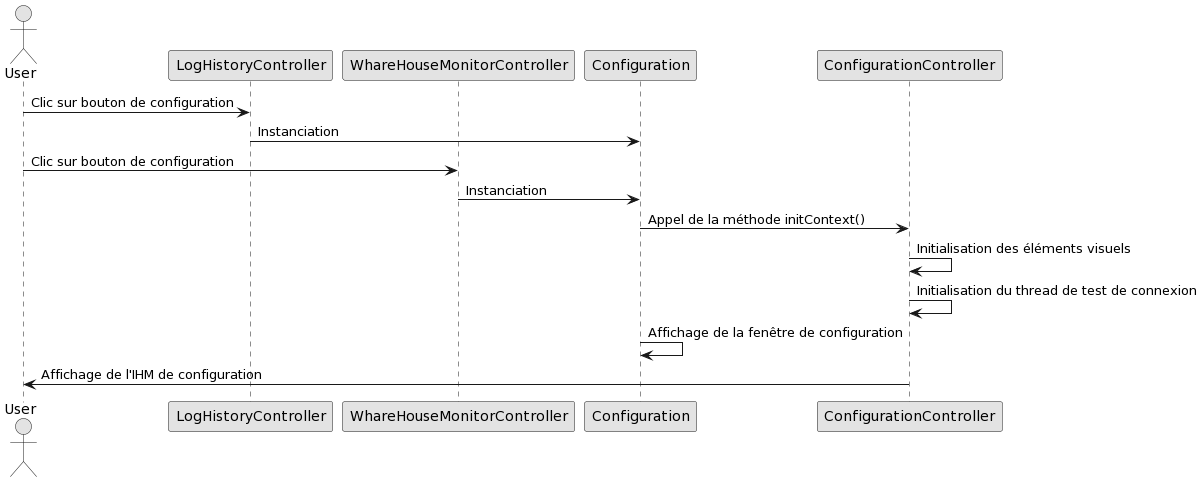 User
LogHistoryController
WhareHouseMonitorController
Configuration
ConfigurationController
Clic sur bouton de configuration
Instanciation
Clic sur bouton de configuration
Instanciation
Appel de la méthode initContext()
Initialisation des éléments visuels
Initialisation du thread de test de connexion
Affichage de la fenêtre de configuration
Affichage de l'IHM de configuration
User
LogHistoryController
WhareHouseMonitorController
Configuration
ConfigurationController